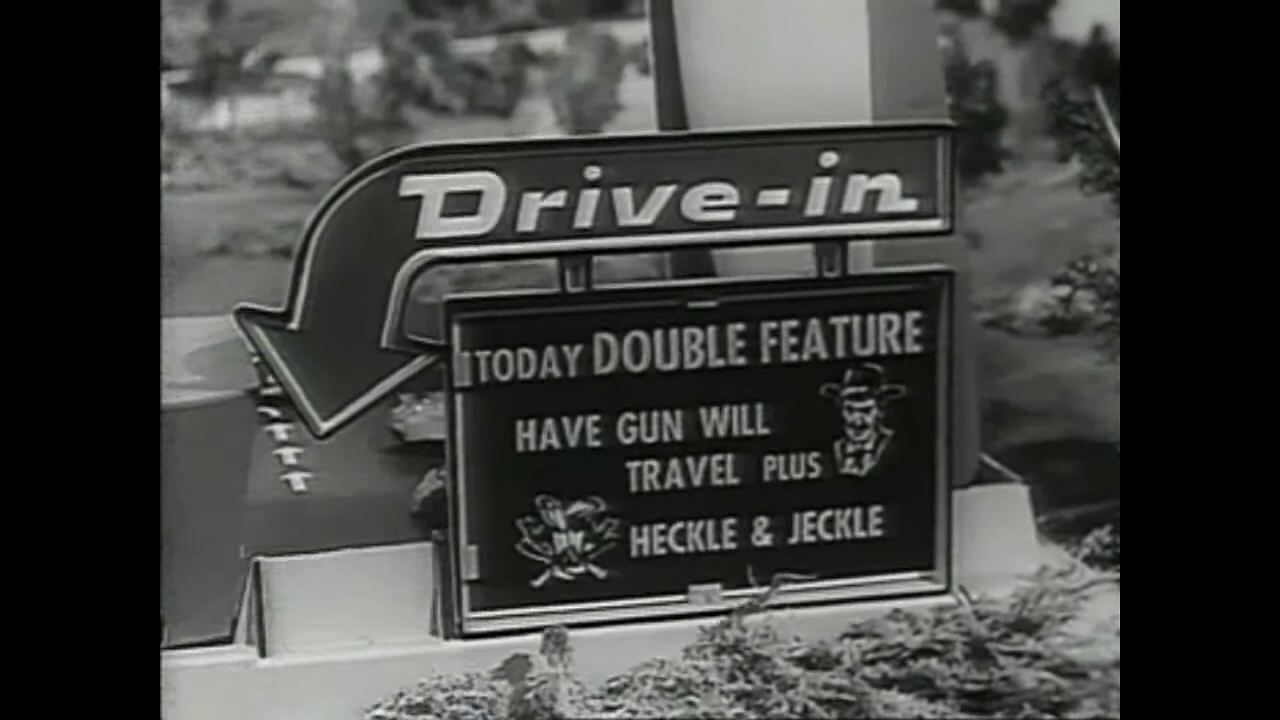 Drive-in
TODAY DOUBLE FEATURE
HAVE GUN WILL
TRAVEL PLUS
HECKLE & JECKLE